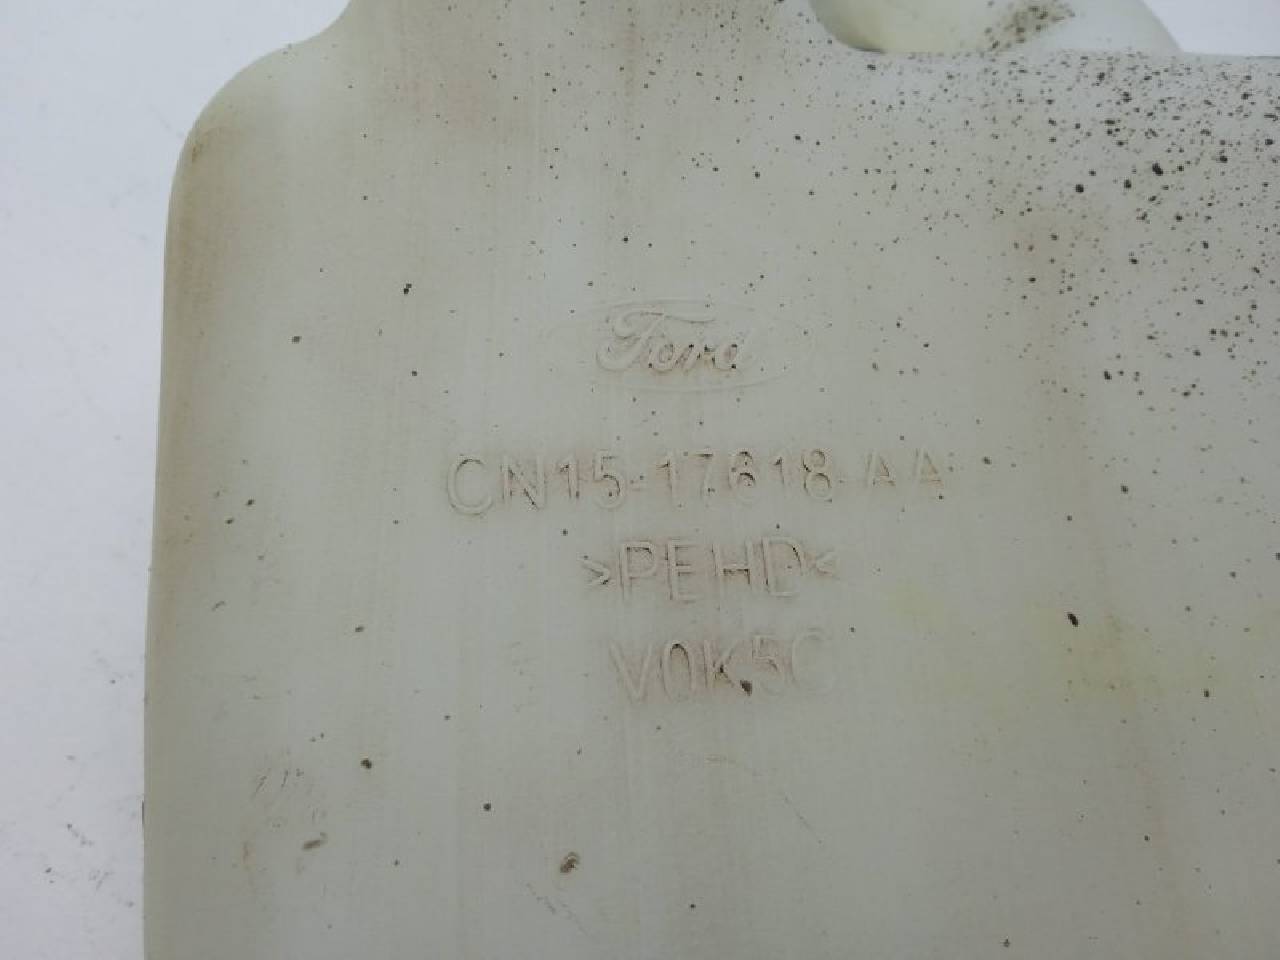 Ford
CN15-17618-AA
>PEHD<
V0K5C